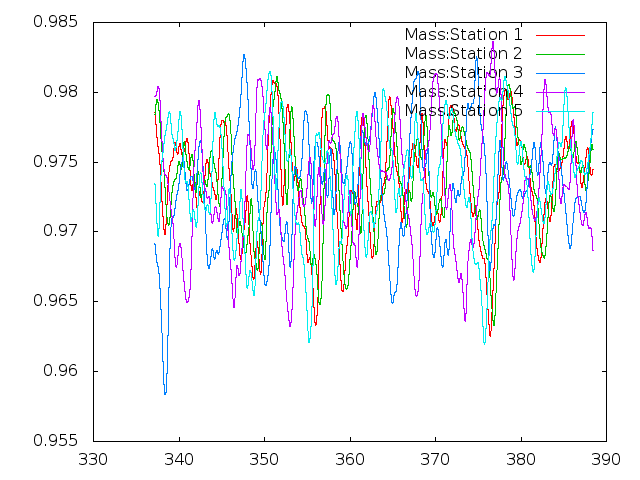 0.985
0.98
0.975
0.97
0.965
0.96
0.955
330 340 350 360 370 380 390
Mass:Station 1
Mass:Station 2
Mass:Station 3
Mass:Station 4
Mass:Station 5